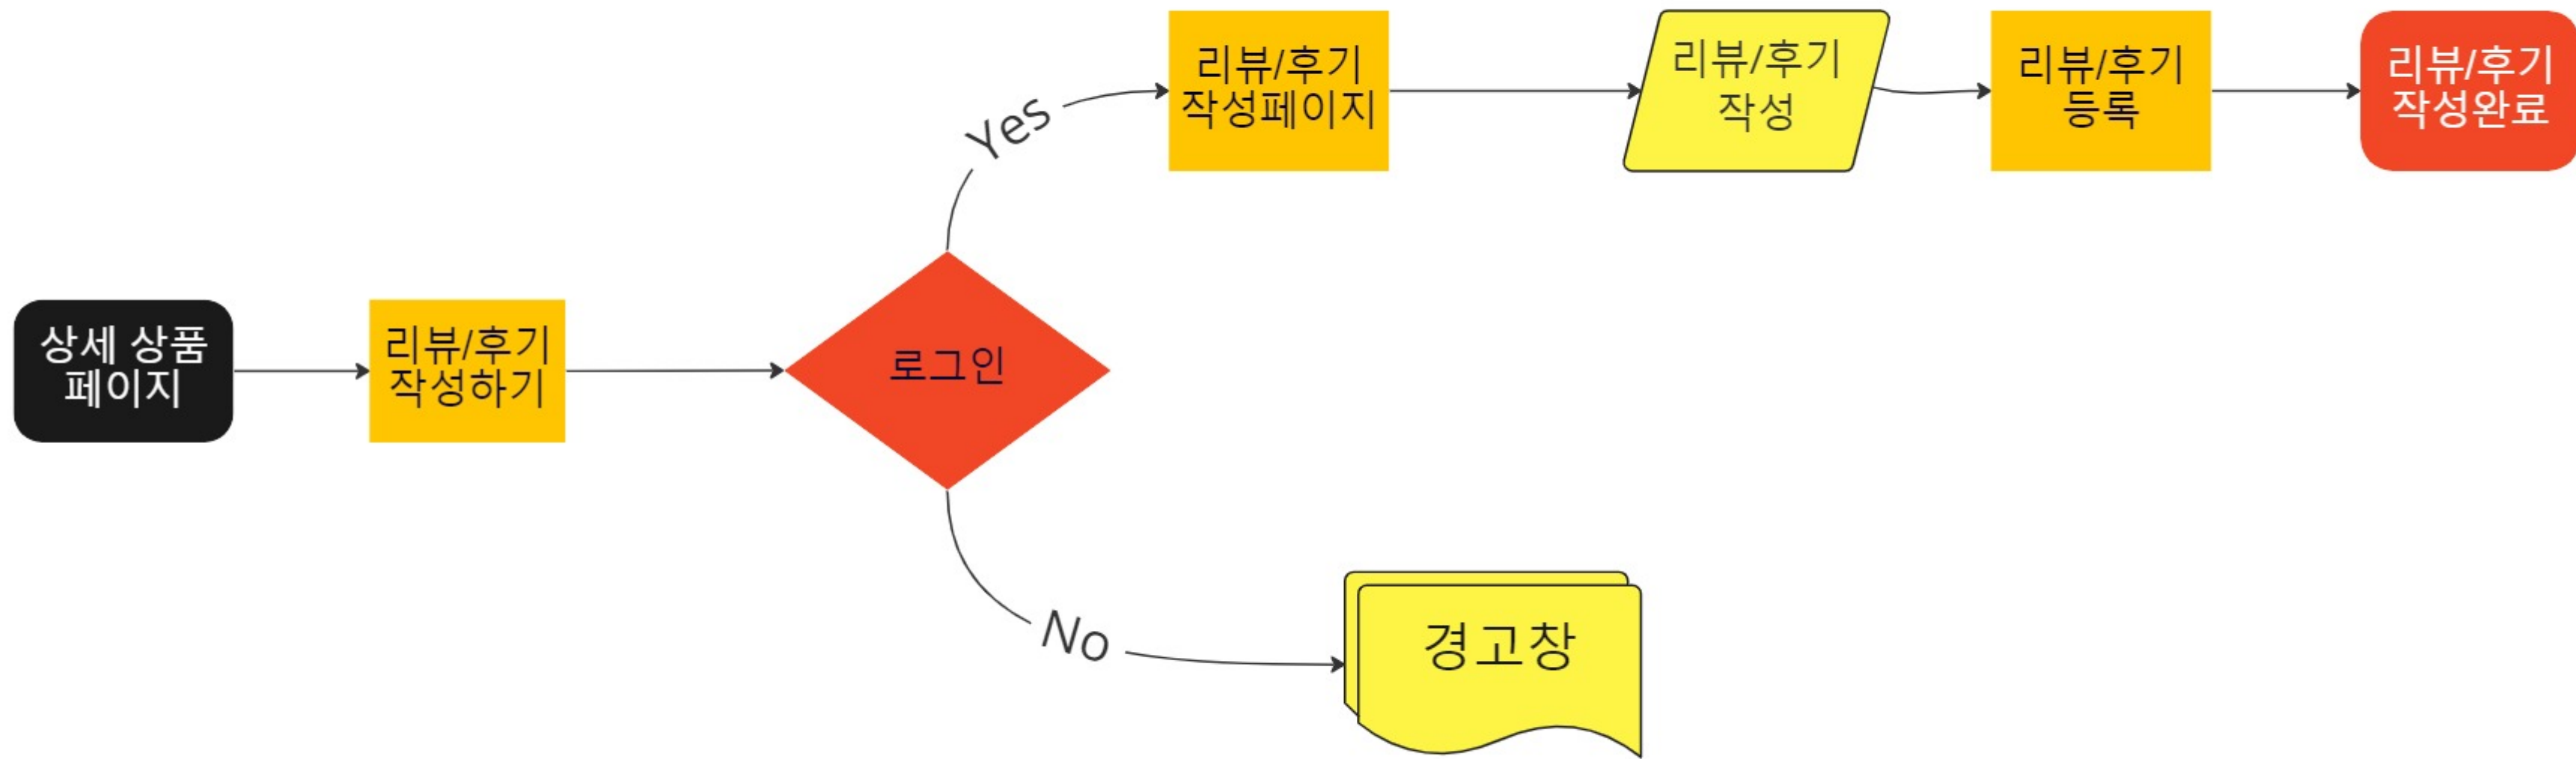 상세 상품
페이지
리뷰/후기
작성하기
로그인
Yes
리뷰/후기
작성페이지
리뷰/후기
작성
리뷰/후기
등록
리뷰/후기
작성완료
No
경고창